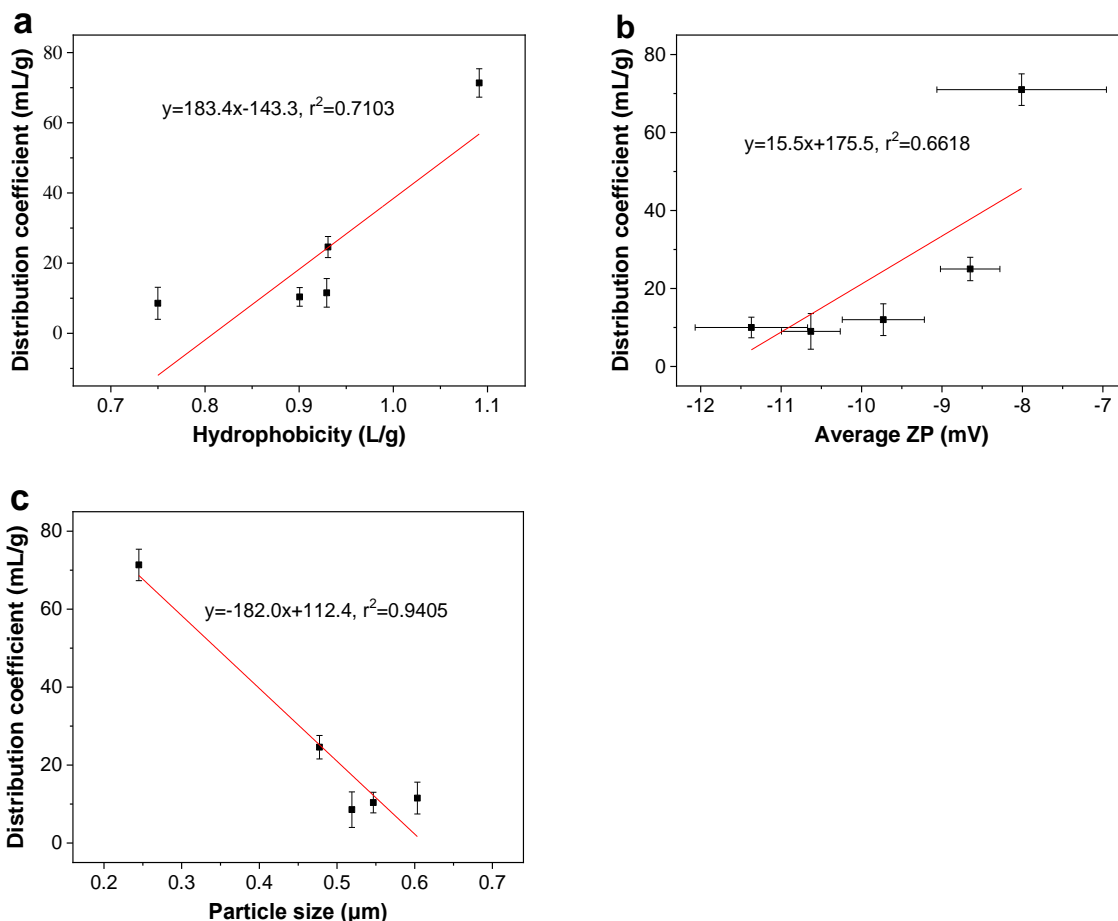 a
Distribution coefficient (mL/g)
80
60
40
20
0
y=183.4x-143.3, r²=0.7103
0.7 0.8 0.9 1.0 1.1
Hydrophobicity (L/g)
b
Distribution coefficient (mL/g)
80
60
40
20
0
y=15.5x+175.5, r²=0.6618
-12 -11 -10 -9 -8 -7
Average ZP (mV)
c
Distribution coefficient (mL/g)
80
60
40
20
0
y=-182.0x+112.4, r²=0.9405
0.2 0.3 0.4 0.5 0.6 0.7
Particle size (μm)